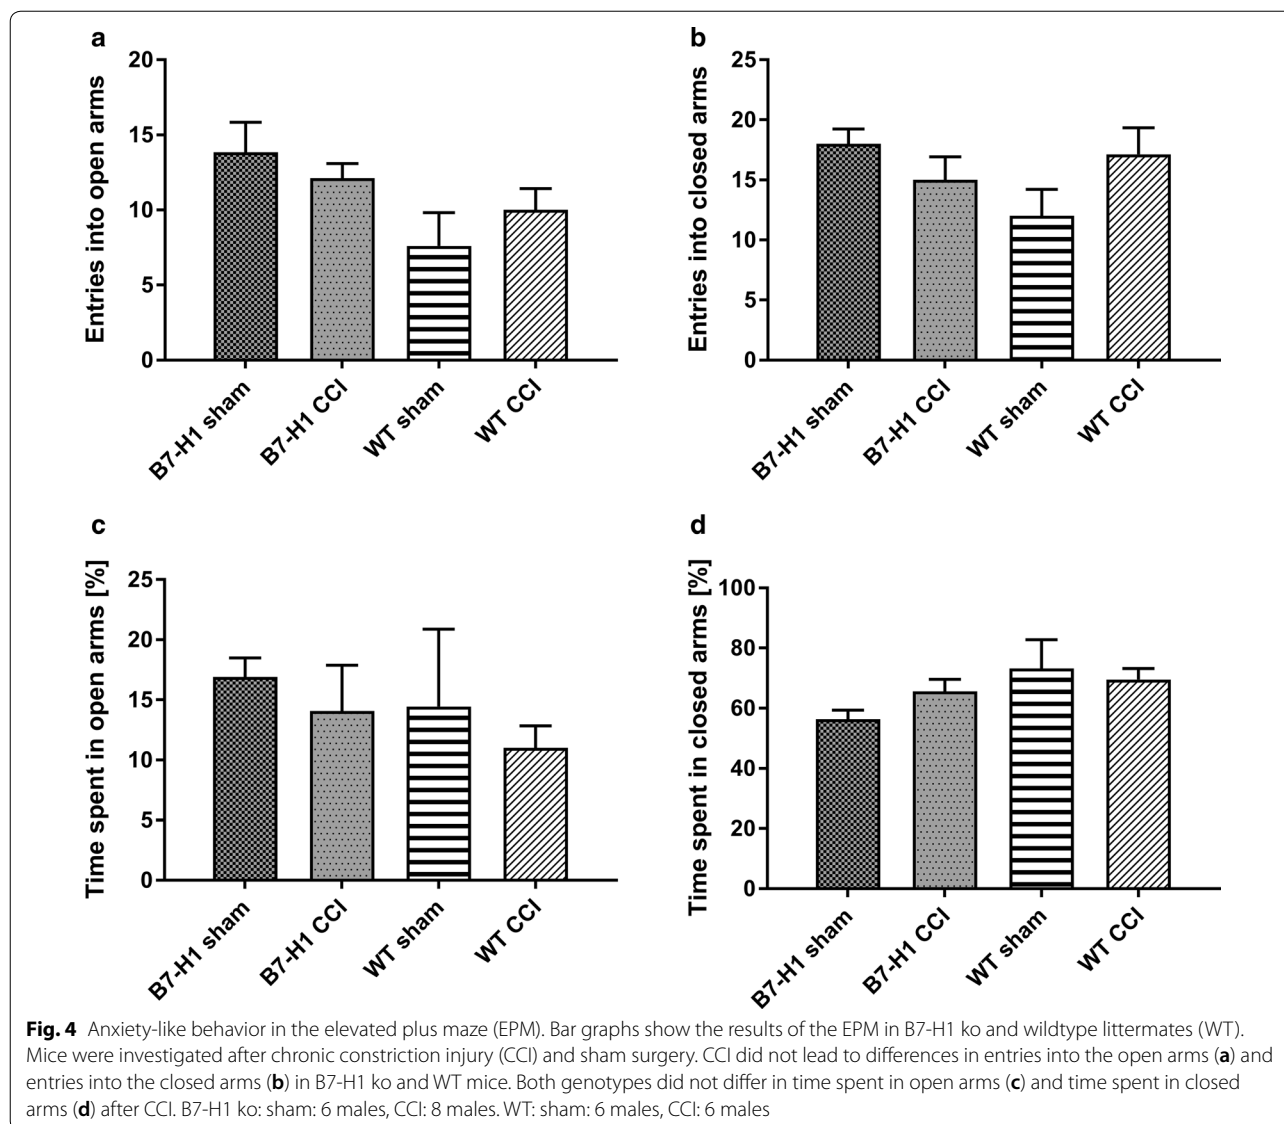 a
Entries into open arms
20
15
10
5
0
B7-H1 sham
B7-H1 CCI
WT sham
WT CCI
b
Entries into closed arms
25
20
15
10
5
0
B7-H1 sham
B7-H1 CCI
WT sham
WT CCI
c
Time spent in open arms [%]
25
20
15
10
5
0
B7-H1 sham
B7-H1 CCI
WT sham
WT CCI
d
Time spent in closed arms [%]
100
80
60
40
20
0
B7-H1 sham
B7-H1 CCI
WT sham
WT CCI
Fig. 4 Anxiety-like behavior in the elevated plus maze (EPM). Bar graphs show the results of the EPM in B7-H1 ko and wildtype littermates (WT).
Mice were investigated after chronic constriction injury (CCI) and sham surgery. CCI did not lead to differences in entries into the open arms (a) and
entries into the closed arms (b) in B7-H1 ko and WT mice. Both genotypes did not differ in time spent in open arms (c) and time spent in closed
arms (d) after CCI. B7-H1 ko: sham: 6 males, CCI: 8 males. WT: sham: 6 males, CCI: 6 males